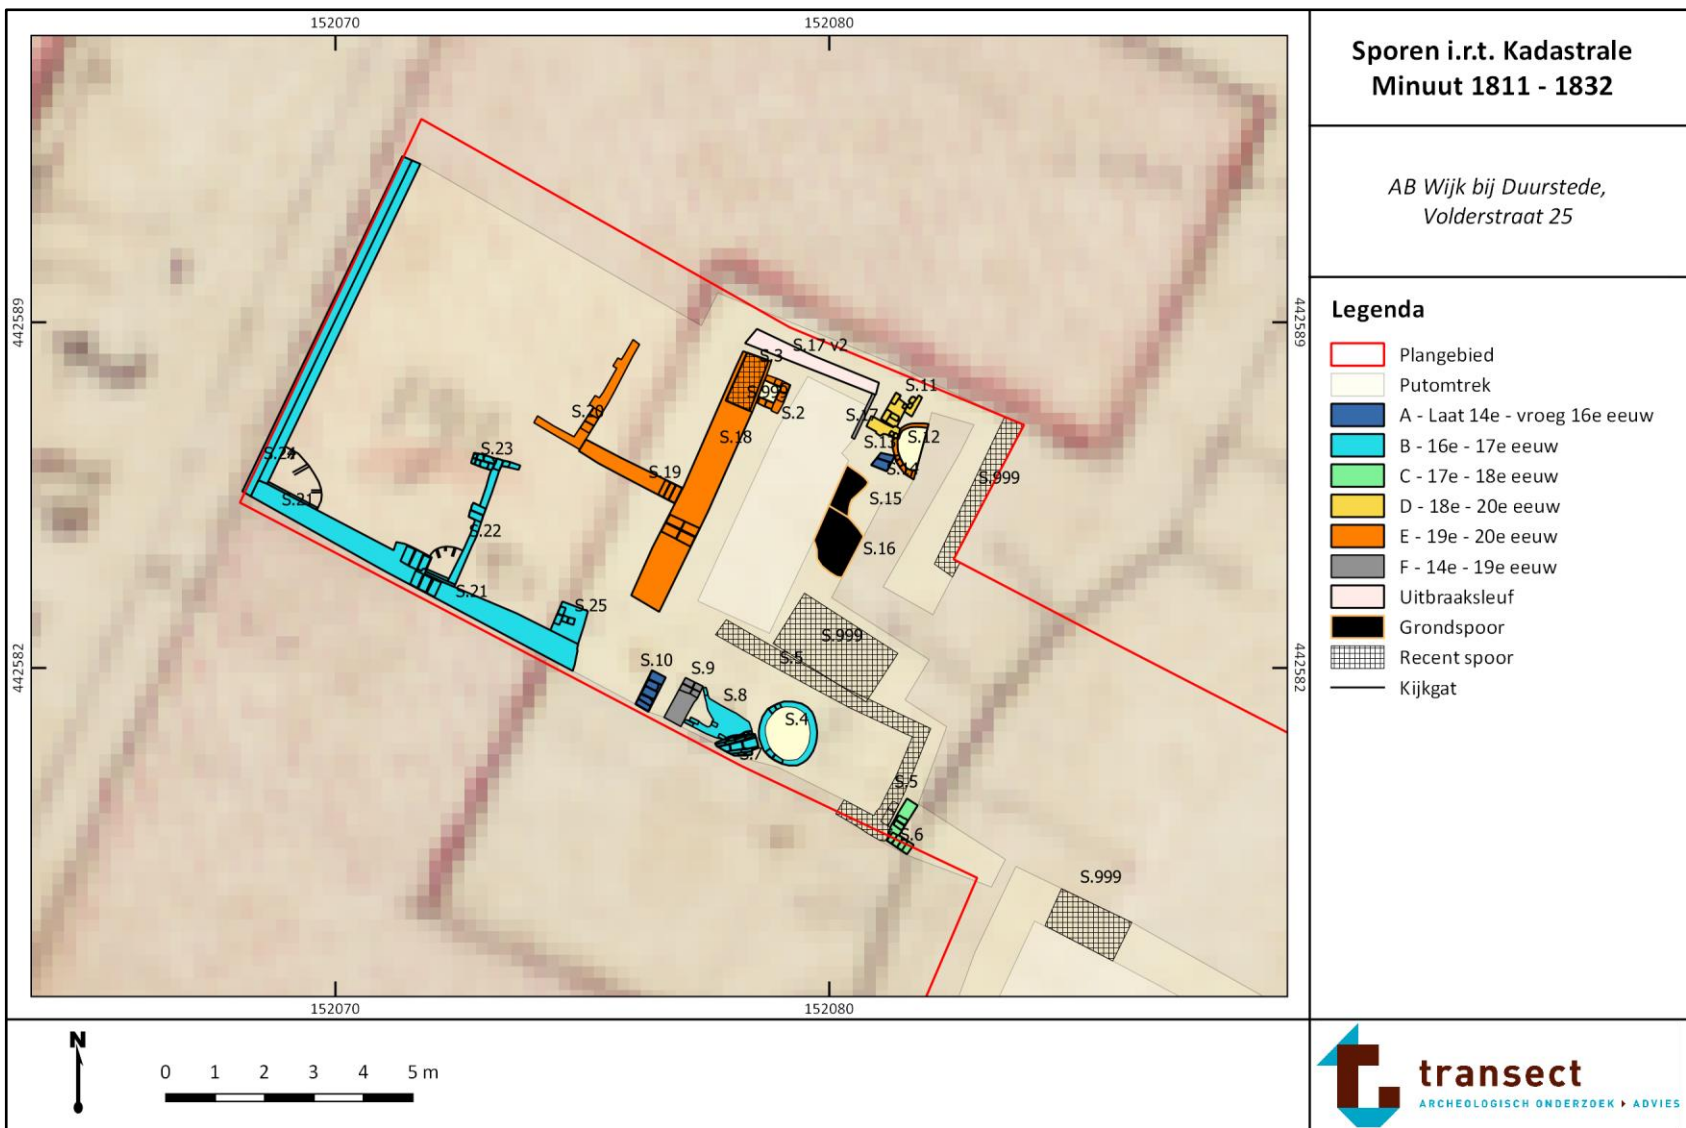 152070
152080
442589
442582
442589
442582
152070
152080
S.3
S.17 v2
S.999
S.2
S.11
S.17
S.12
S.13
S.14
S.18
S.20
S.19
S.15
S.16
S.999
S.23
S.24
S.21
S.22
S.21
S.25
S.999
S.5
S.10
S.9
S.8
S.4
S.7
S.5
S.6
S.999
Sporen i.r.t. Kadastrale
Minuut 1811 - 1832
AB Wijk bij Duurstede,
Volderstraat 25
Legenda
Plangebied
Putomtrek
A - Laat 14e - vroeg 16e eeuw
B - 16e - 17e eeuw
C - 17e - 18e eeuw
D - 18e - 20e eeuw
E - 19e - 20e eeuw
F - 14e - 19e eeuw
Uitbraaksleuf
Grondspoor
Recent spoor
Kijkgat
N
0 1 2 3 4 5 m
transect
ARCHEOLOGISCH ONDERZOEK ▸ ADVIES